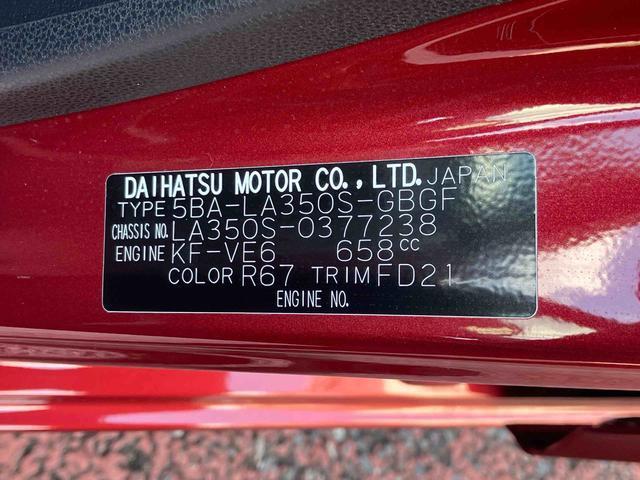 DAIHATSU MOTOR CO., LTD. JAPAN
TYPE 5BA-LA350S-GBGF
CHASSIS NO. LA350S-0377238
ENGINE KF-VE6 658CC
COLOR R67 TRIM FD21
ENGINE NO.